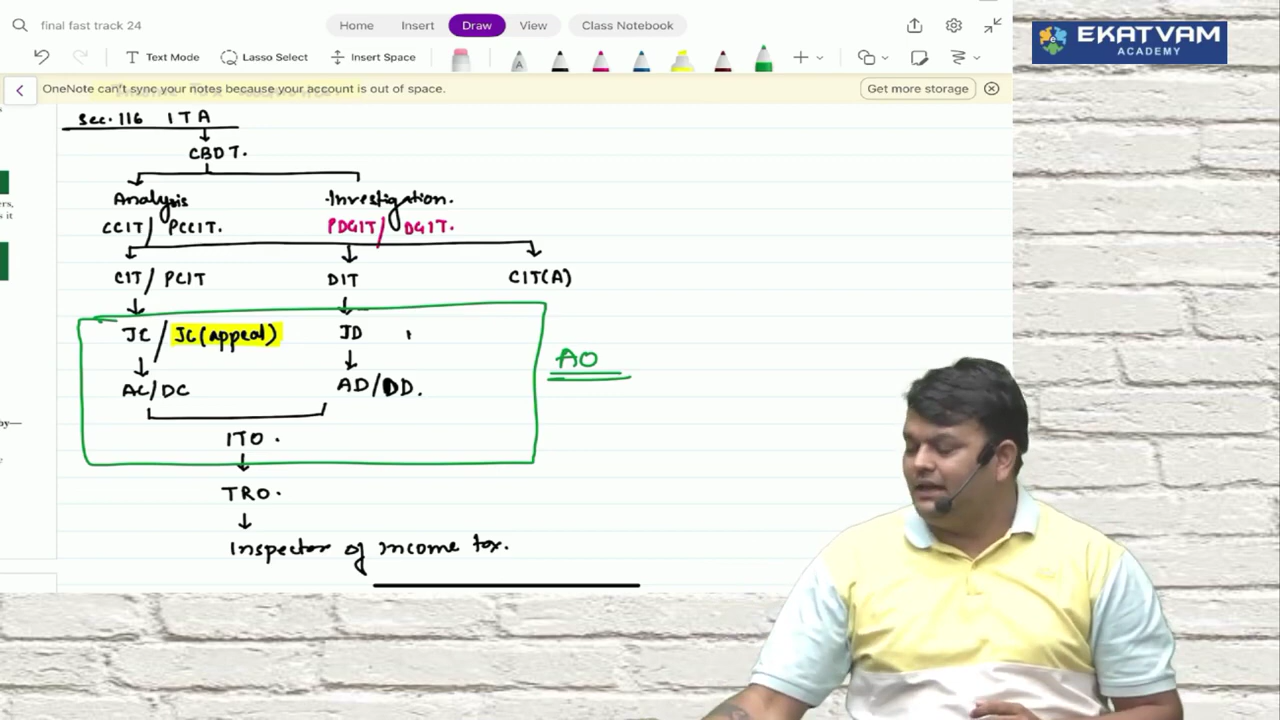 final fast track 24
Home Insert Draw View Class Notebook
EKATVAM
ACADEMY
Text Mode Lasso Select Insert Space
OneNote can't sync your notes because your account is out of space. Get more storage
Sec. 116 ITA
CBDT.
Analysis Investigation.
CCIT / PCCIT. PDGIT / DGIT.
CIT / PCIT DIT CIT(A)
JC / JC (appeal) JD
AO
AC/DC AD/DD.
ITO.
TRO.
Inspector of income tax.
ers,
s it
by—